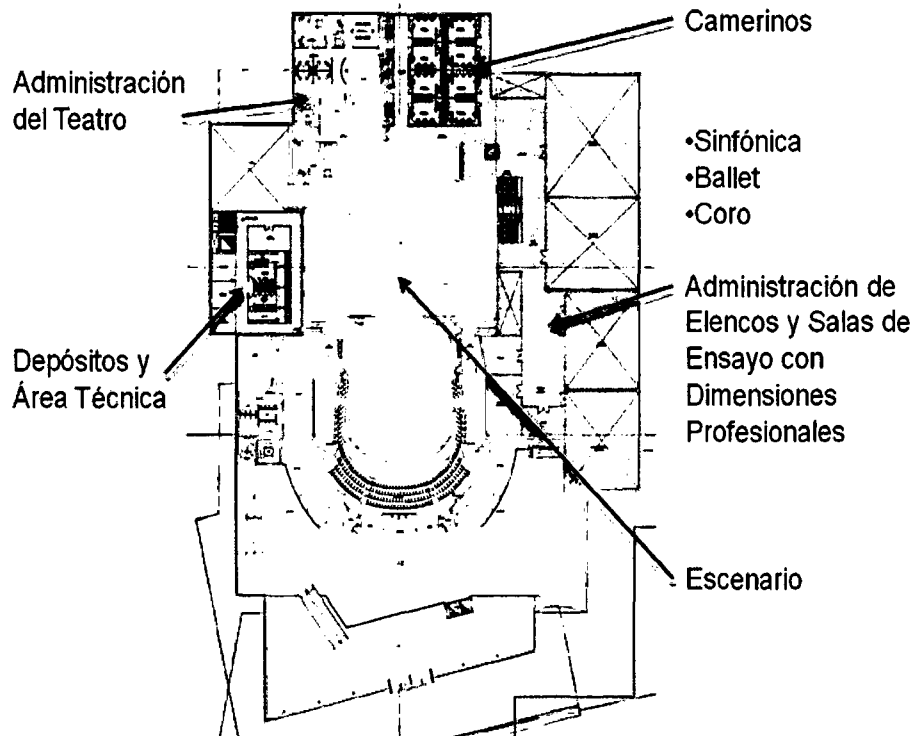 Camerinos
Administración
del Teatro
•Sinfónica
•Ballet
•Coro
Administración de
Elencos y Salas de
Ensayo con
Dimensiones
Profesionales
Depósitos y
Área Técnica
Escenario